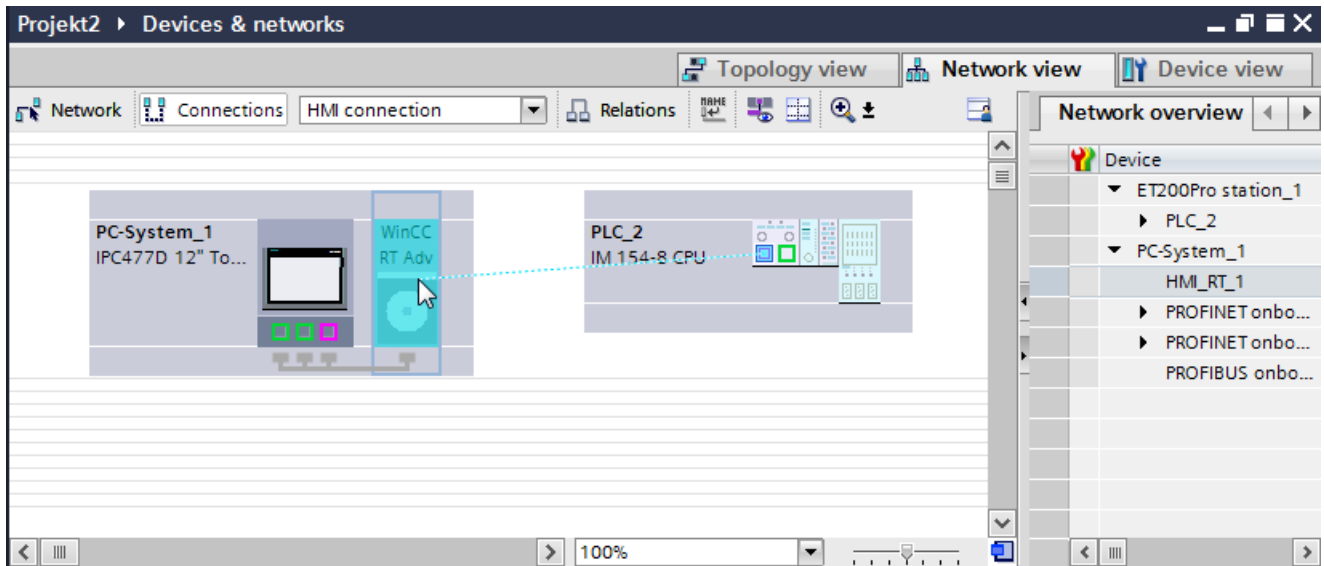 Projekt2 ▸ Devices & networks
Topology view Network view Device view
Network Connections HMI connection Relations NAME Network overview
Device
ET200Pro station_1
PLC_2
PC-System_1
HMI_RT_1
PROFINET onbo...
PROFINET onbo...
PROFIBUS onbo...
PC-System_1
IPC477D 12" To...
WinCC
RT Adv
PLC_2
IM 154-8 CPU
100%